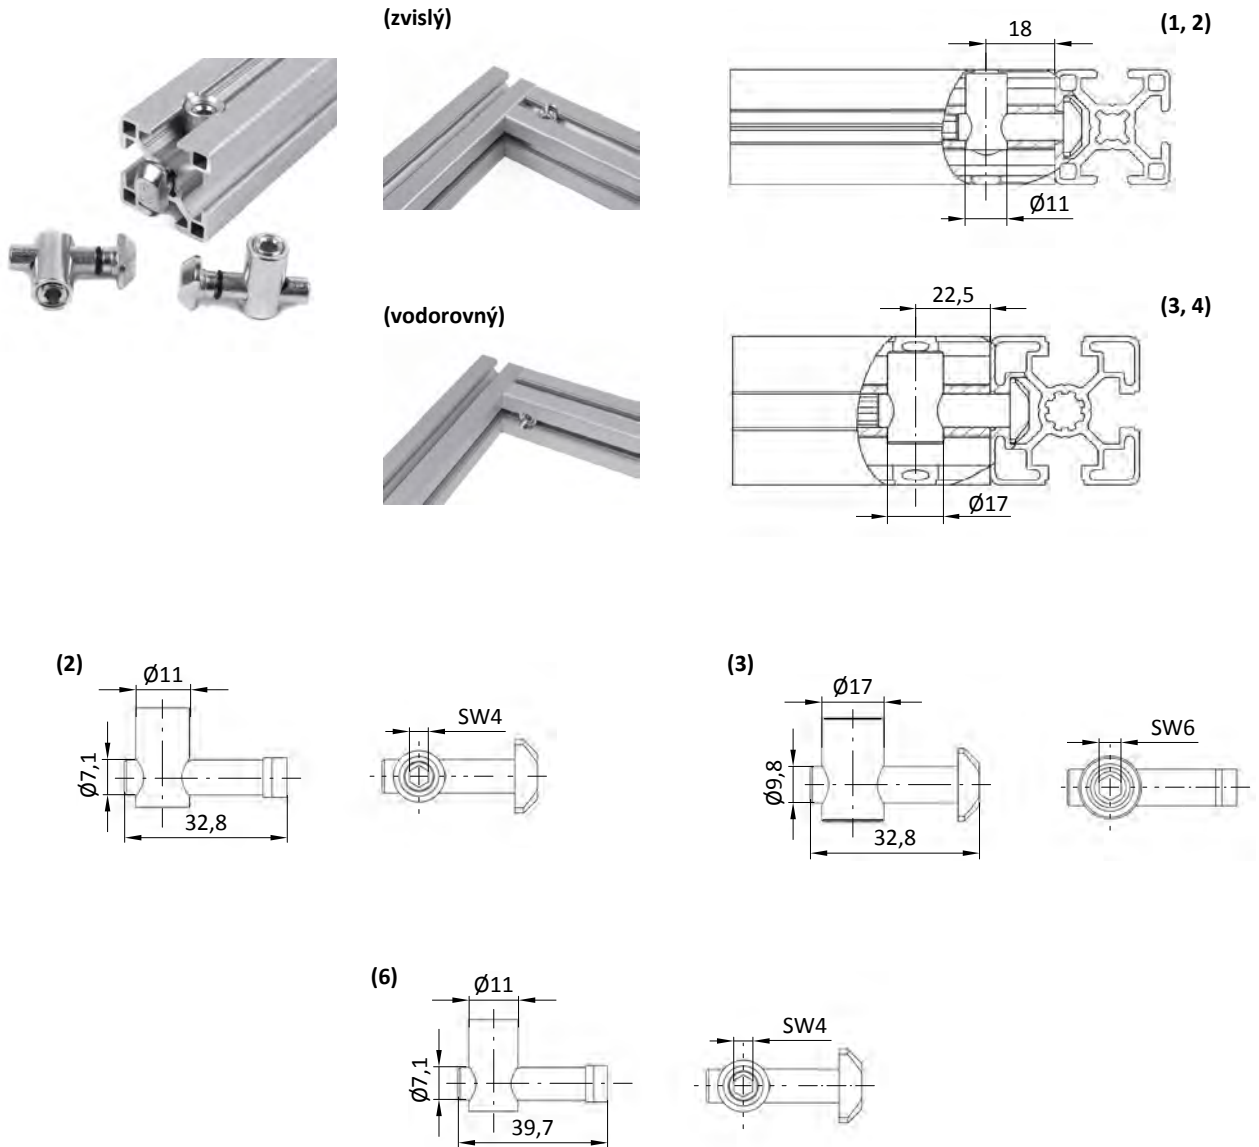 (zvislý)
(1, 2)
18
Ø11
(vodorovný)
(3, 4)
22,5
Ø17
(2)
Ø11
Ø7,1
32,8
SW4
(3)
Ø17
Ø9,8
32,8
SW6
(6)
Ø11
Ø7,1
39,7
SW4